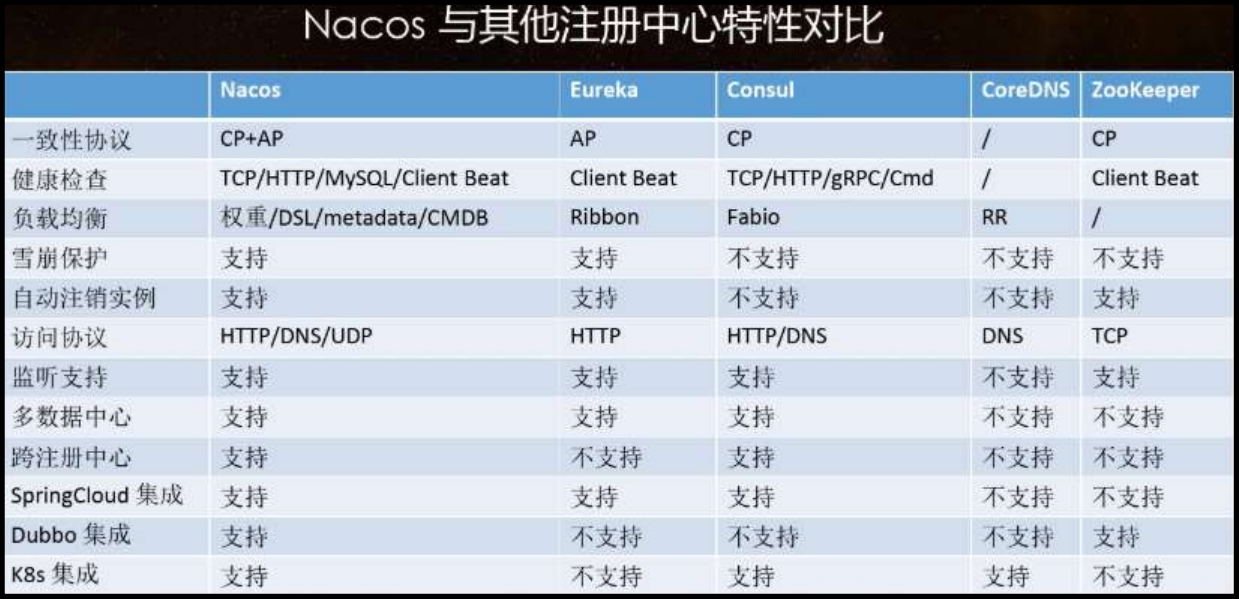 Nacos 与其他注册中心特性对比
Nacos Eureka Consul CoreDNS ZooKeeper
一致性协议 CP+AP AP CP / CP
健康检查 TCP/HTTP/MySQL/Client Beat Client Beat TCP/HTTP/gRPC/Cmd / Client Beat
负载均衡 权重/DSL/metadata/CMDB Ribbon Fabio RR /
雪崩保护 支持 支持 不支持 不支持 不支持
自动注销实例 支持 支持 不支持 不支持 支持
访问协议 HTTP/DNS/UDP HTTP HTTP/DNS DNS TCP
监听支持 支持 支持 支持 不支持 支持
多数据中心 支持 支持 支持 不支持 不支持
跨注册中心 支持 不支持 支持 不支持 不支持
SpringCloud 集成 支持 支持 支持 不支持 不支持
Dubbo 集成 支持 不支持 不支持 不支持 支持
K8s 集成 支持 不支持 支持 支持 不支持